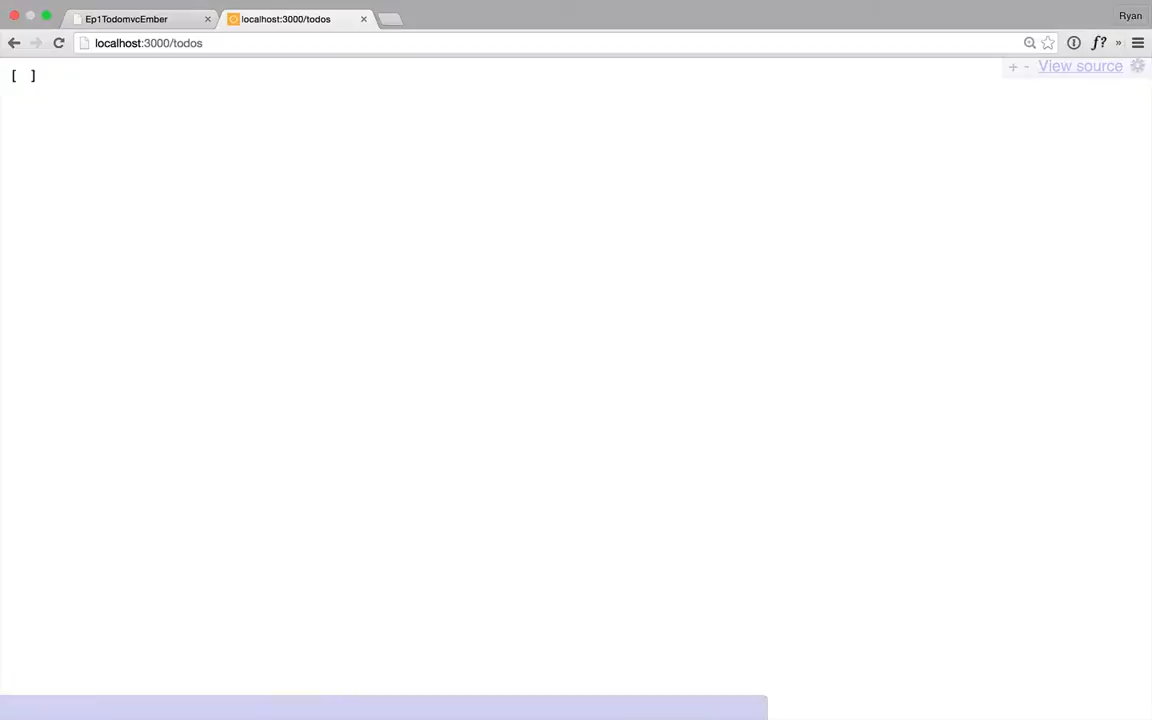 Ep1TodomvcEmber
localhost:3000/todos
Ryan
localhost:3000/todos
f? »
[ ]
+ - View source